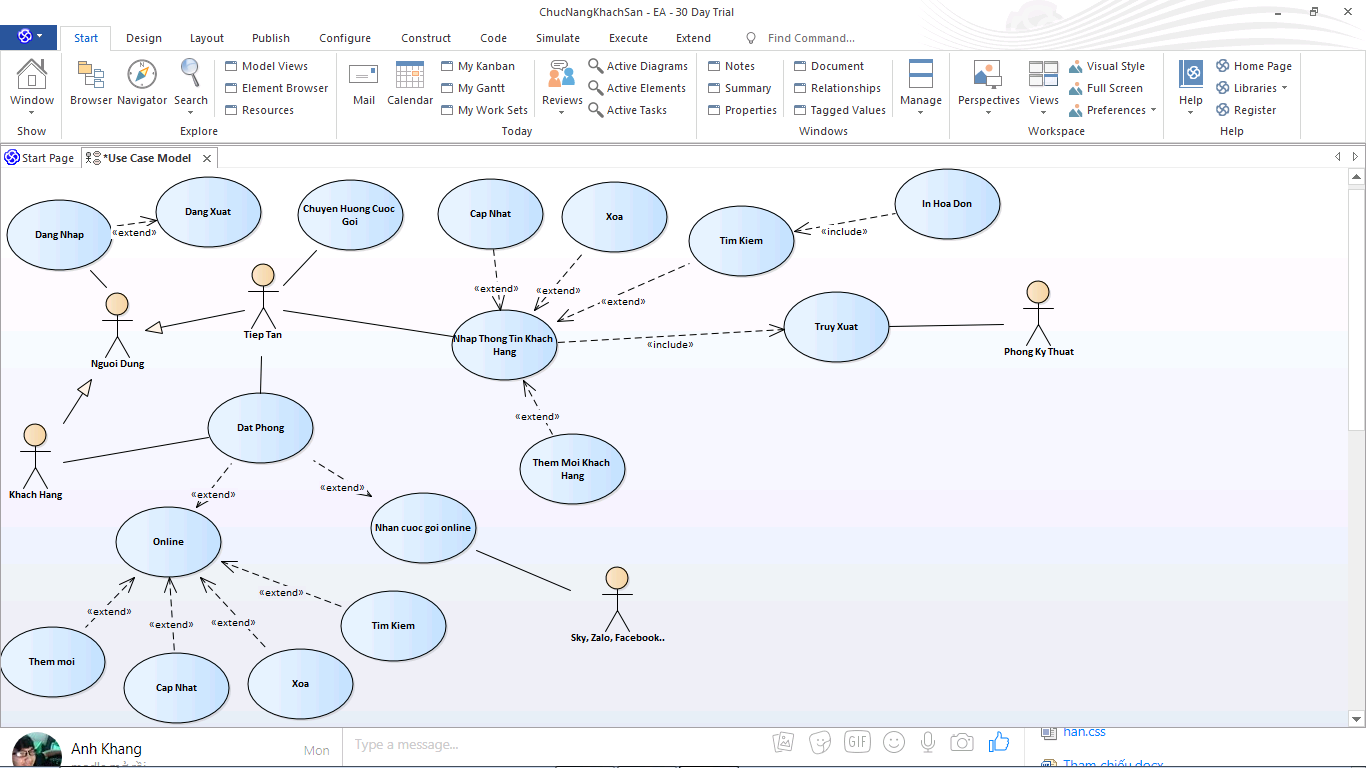 ChucNangKhachSan - EA - 30 Day Trial
Start Design Layout Publish Configure Construct Code Simulate Execute Extend Find Command...
Window
Show
Browser Navigator Search
Model Views
Element Browser
Resources
Explore
Mail Calendar
My Kanban
My Gantt
My Work Sets
Today
Reviews
Active Diagrams
Active Elements
Active Tasks
Notes
Summary
Properties
Document
Relationships
Tagged Values
Windows
Manage
Perspectives Views
Visual Style
Full Screen
Preferences
Workspace
Help
Home Page
Libraries
Register
Help
Start Page *Use Case Model
Dang Nhap
«extend»
Dang Xuat
Chuyen Huong Cuoc
Goi
Cap Nhat
Xoa
Tim Kiem
«include»
In Hoa Don
«extend»
«extend»
«extend»
Nguoi Dung
Tiep Tan
Nhap Thong Tin Khach
Hang
«include»
Truy Xuat
Phong Ky Thuat
«extend»
Them Moi Khach
Hang
Khach Hang
Dat Phong
«extend»
«extend»
Online
Nhan cuoc goi online
Sky, Zalo, Facebook..
«extend»
«extend»
«extend»
«extend»
Them moi
Cap Nhat
Xoa
Tim Kiem
Anh Khang
Mon
Type a message...
GIF
han.css
Tham chiếu.docx